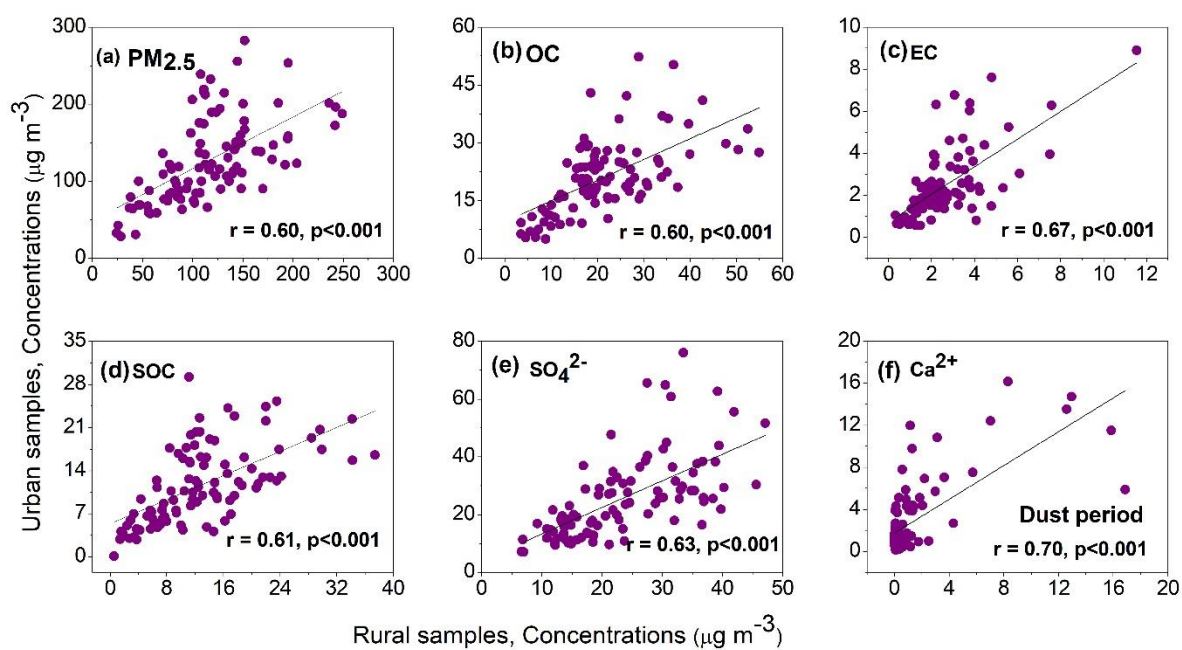 Urban samples, Concentrations (μg m⁻³)
(a) PM2.5
300
200
100
0
r = 0.60, p<0.001
0 50 100 150 200 250 300
(b) OC
60
45
30
15
0
r = 0.60, p<0.001
0 10 20 30 40 50 60
(c) EC
10
8
6
4
2
0
r = 0.67, p<0.001
0 2 4 6 8 10 12
(d) SOC
35
28
21
14
7
0
r = 0.61, p<0.001
0 8 16 24 32 40
(e) SO₄²⁻
80
60
40
20
0
r = 0.63, p<0.001
0 10 20 30 40 50
(f) Ca²⁺
20
16
12
8
4
0
Dust period
r = 0.70, p<0.001
0 4 8 12 16 20
Rural samples, Concentrations (μg m⁻³)